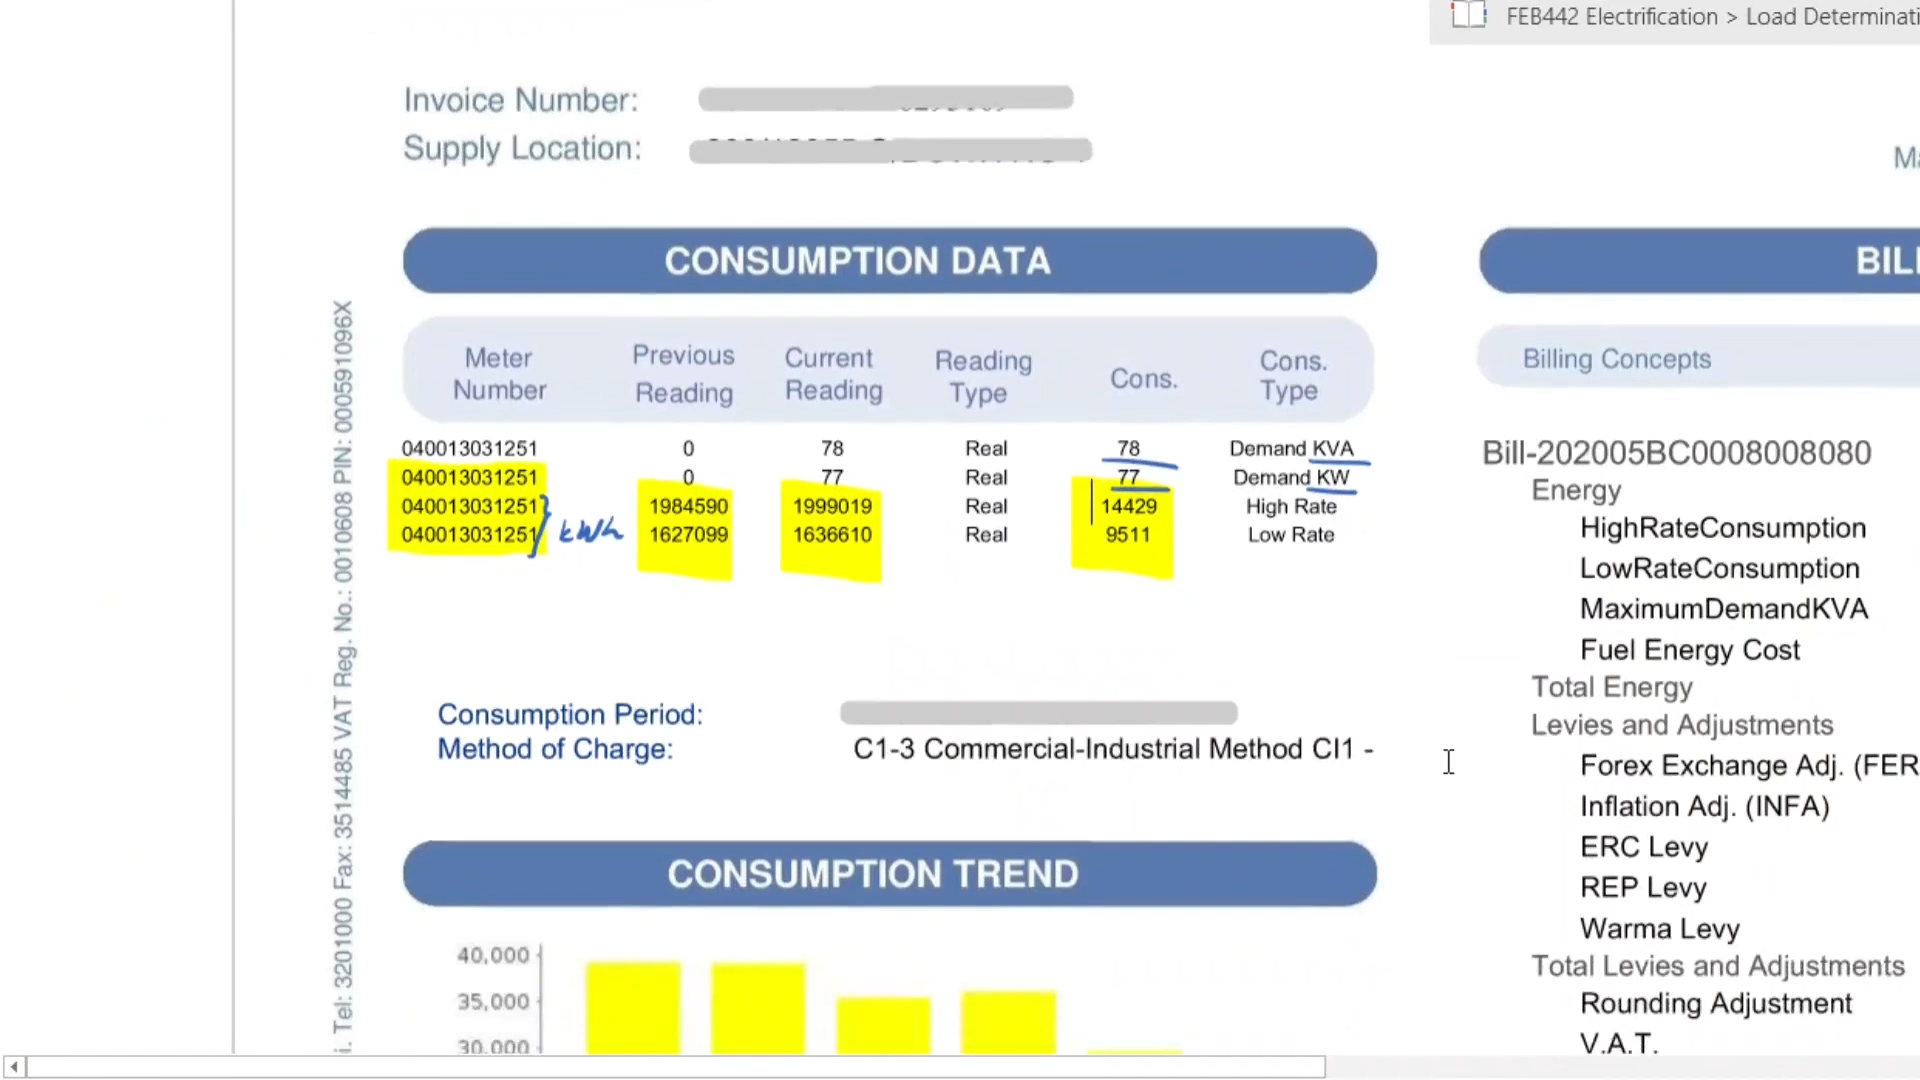 FEB442 Electrification > Load Determinati
Invoice Number:
Supply Location:
Ma
CONSUMPTION DATA
Meter Number
Previous Reading
Current Reading
Reading Type
Cons.
Cons. Type
040013031251 0 78 Real 78 Demand KVA
040013031251 0 77 Real 77 Demand KW
040013031251 1984590 1999019 Real 14429 High Rate
040013031251 1627099 1636610 Real 9511 Low Rate
kWh
Consumption Period:
Method of Charge: C1-3 Commercial-Industrial Method CI1 -
CONSUMPTION TREND
40,000
35,000
30,000
i. Tel: 3201000 Fax: 3514485 VAT Reg. No.: 0010608 PIN: 000591096X
BILL
Billing Concepts
Bill-202005BC0008008080
Energy
HighRateConsumption
LowRateConsumption
MaximumDemandKVA
Fuel Energy Cost
Total Energy
Levies and Adjustments
Forex Exchange Adj. (FER
Inflation Adj. (INFA)
ERC Levy
REP Levy
Warma Levy
Total Levies and Adjustments
Rounding Adjustment
V.A.T.